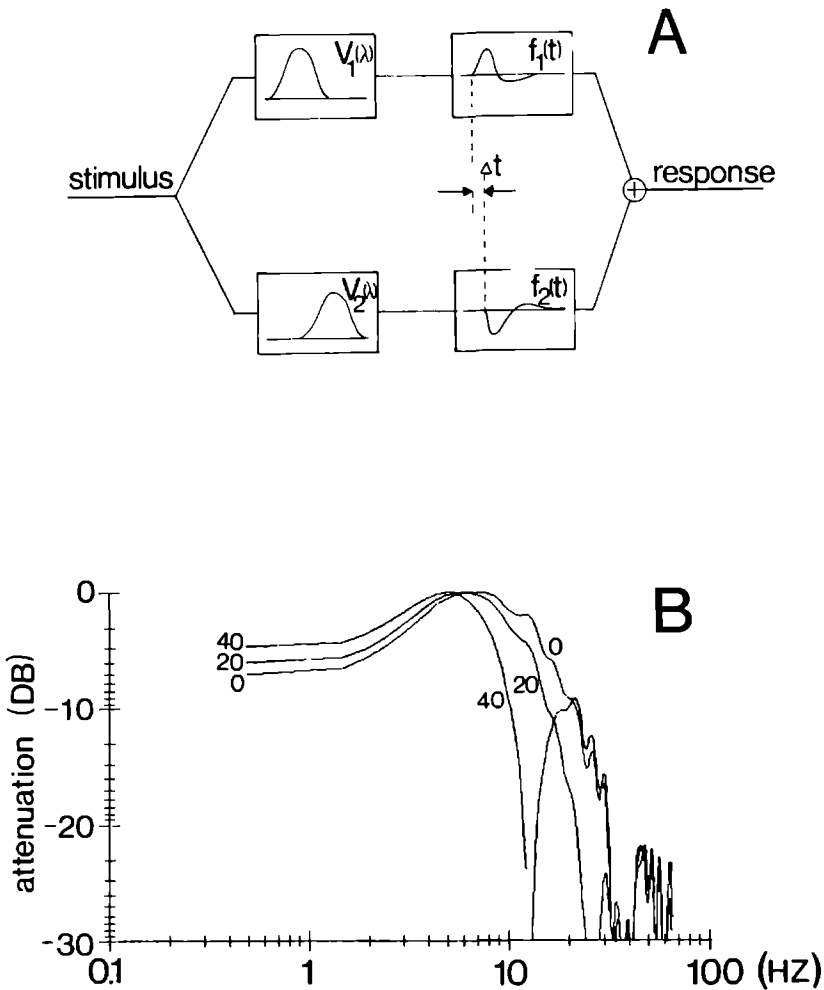 A
V1(λ)
f1(t)
stimulus
Δt
response
V2(λ)
f2(t)
B
0
-10
-20
-30
attenuation (DB)
40
20
0
0
20
40
0.1
1
10
100 (HZ)